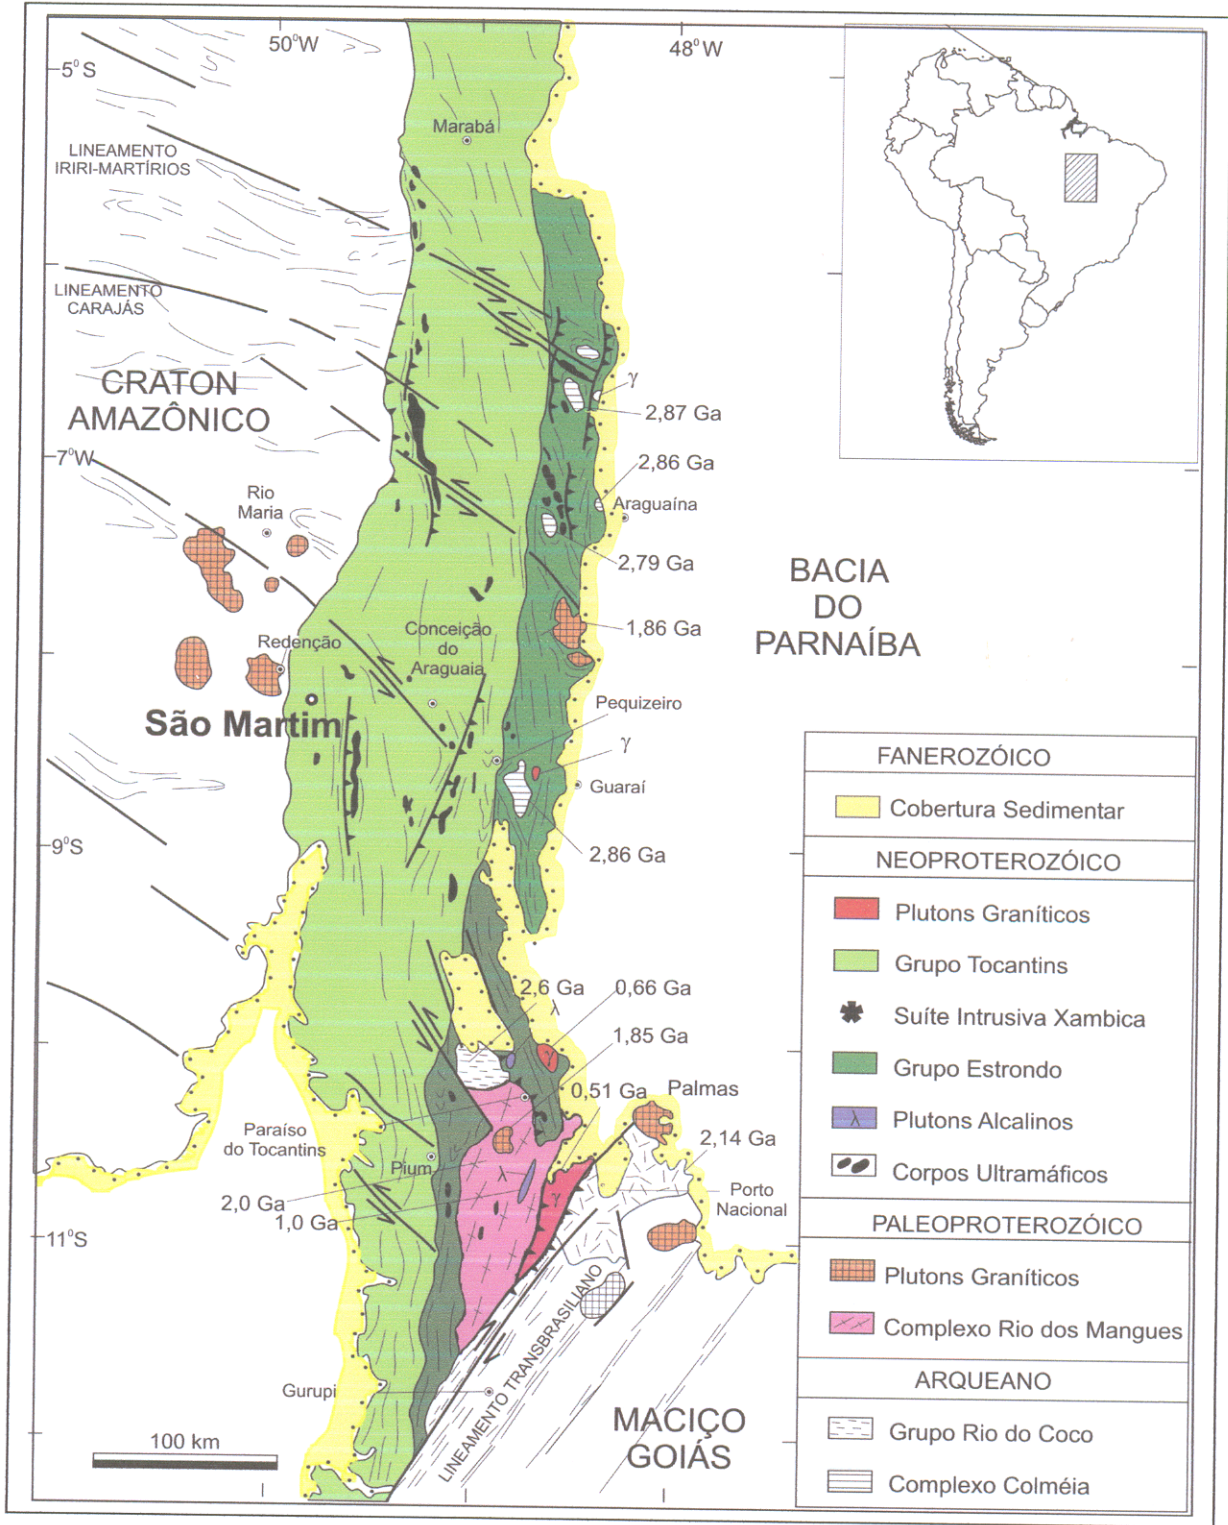 50°W
48°W
5°S
Marabá
LINEAMENTO
IRIRI-MARTÍRIOS
LINEAMENTO
CARAJÁS
CRATON
AMAZÔNICO
γ
2,87 Ga
7°W
2,86 Ga
Rio
Maria
Araguaína
2,79 Ga
BACIA
DO
PARNAÍBA
1,86 Ga
Conceição
do
Araguaia
Redenção
São Martim
Pequizeiro
γ
Guaraí
2,86 Ga
9°S
2,6 Ga
0,66 Ga
λ
1,85 Ga
γ
0,51 Ga
Palmas
Paraíso
do Tocantins
2,14 Ga
Pium
λ
Porto
Nacional
2,0 Ga
1,0 Ga
γ
11°S
LINEAMENTO TRANSBRASILIANO
Gurupi
MACIÇO
GOIÁS
100 km
FANEROZÓICO
Cobertura Sedimentar
NEOPROTEROZÓICO
Plutons Graníticos
Grupo Tocantins
Suíte Intrusiva Xambica
Grupo Estrondo
λ
Plutons Alcalinos
Corpos Ultramáficos
PALEOPROTEROZÓICO
Plutons Graníticos
Complexo Rio dos Mangues
ARQUEANO
Grupo Rio do Coco
Complexo Colméia